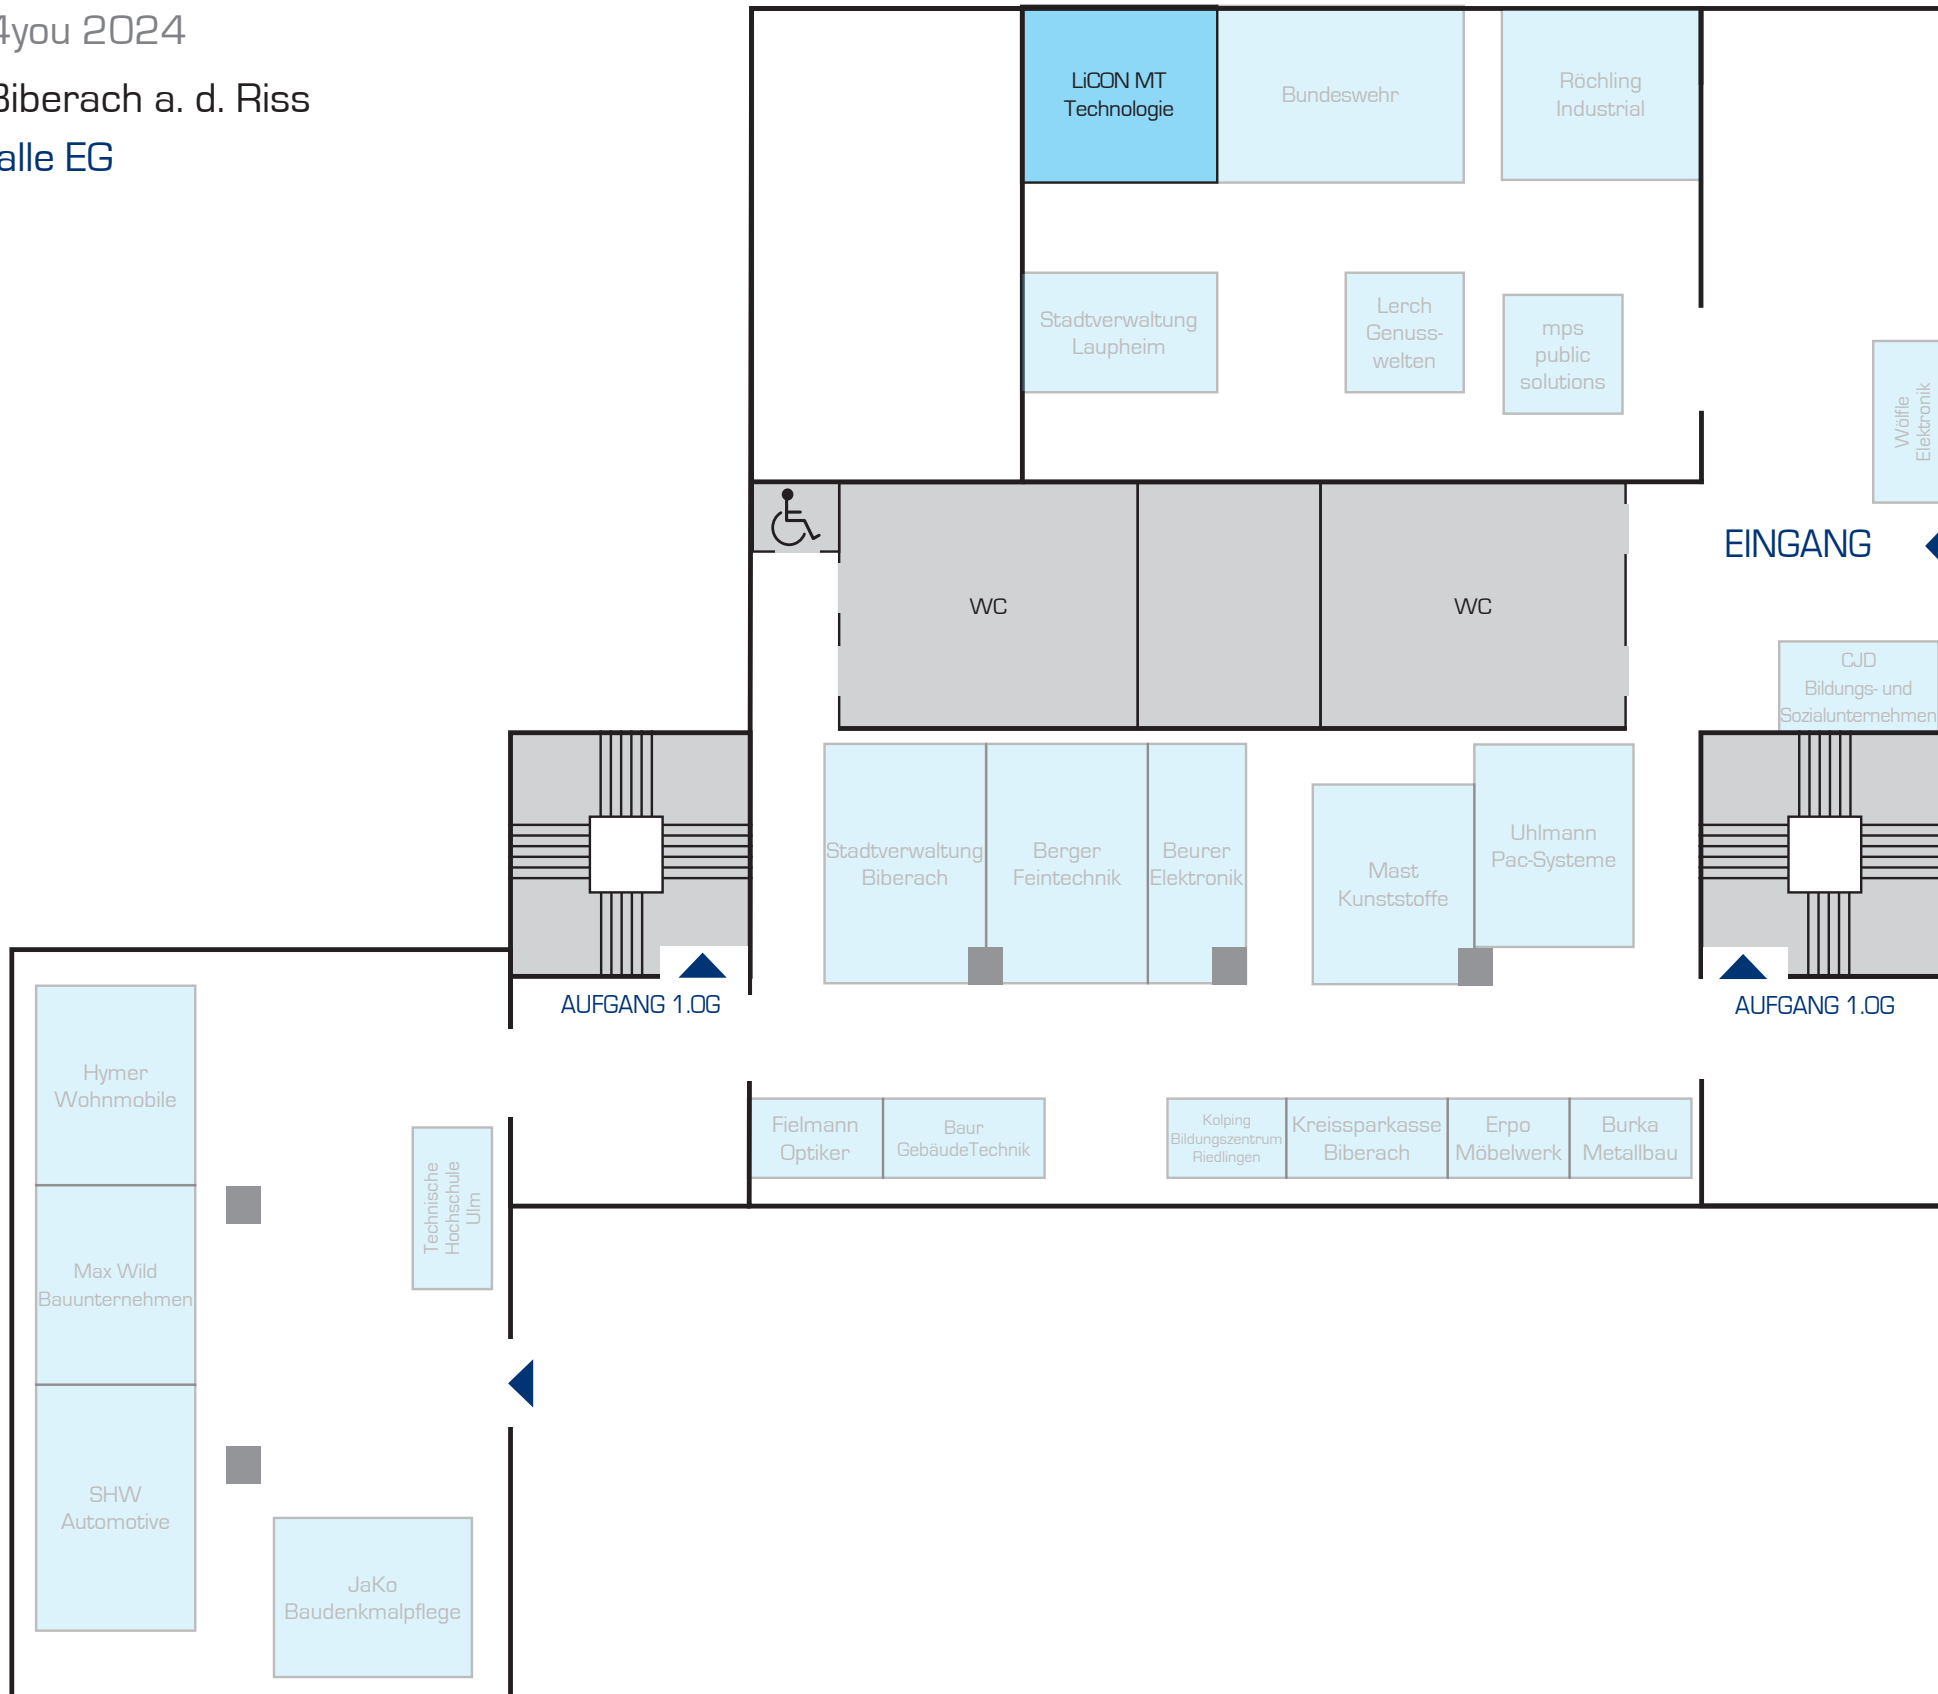 4you 2024
Biberach a. d. Riss
alle EG
LiCON MT
Technologie
Bundeswehr
Röchling
Industrial
Stadtverwaltung
Laupheim
Lerch
Genuss-
welten
mps
public
solutions
Wölfle
Elektronik
EINGANG
WC
WC
CJD
Bildungs- und
Sozialunternehmen
Stadtverwaltung
Biberach
Berger
Feintechnik
Beurer
Elektronik
Mast
Kunststoffe
Uhlmann
Pac-Systeme
AUFGANG 1.OG
AUFGANG 1.OG
Hymer
Wohnmobile
Technische
Hochschule
Ulm
Fielmann
Optiker
Baur
GebäudeTechnik
Kolping
Bildungszentrum
Riedlingen
Kreissparkasse
Biberach
Erpo
Möbelwerk
Burka
Metallbau
Max Wild
Bauunternehmen
SHW
Automotive
JaKo
Baudenkmalpflege